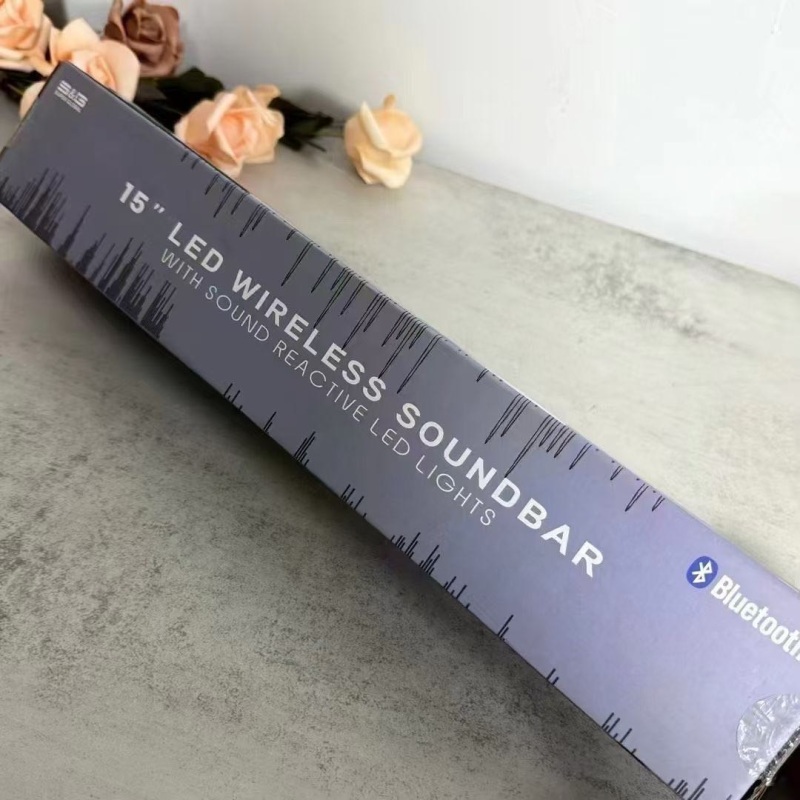 S&G
15" LED WIRELESS SOUNDBAR
WITH SOUND REACTIVE LED LIGHTS
Bluetooth